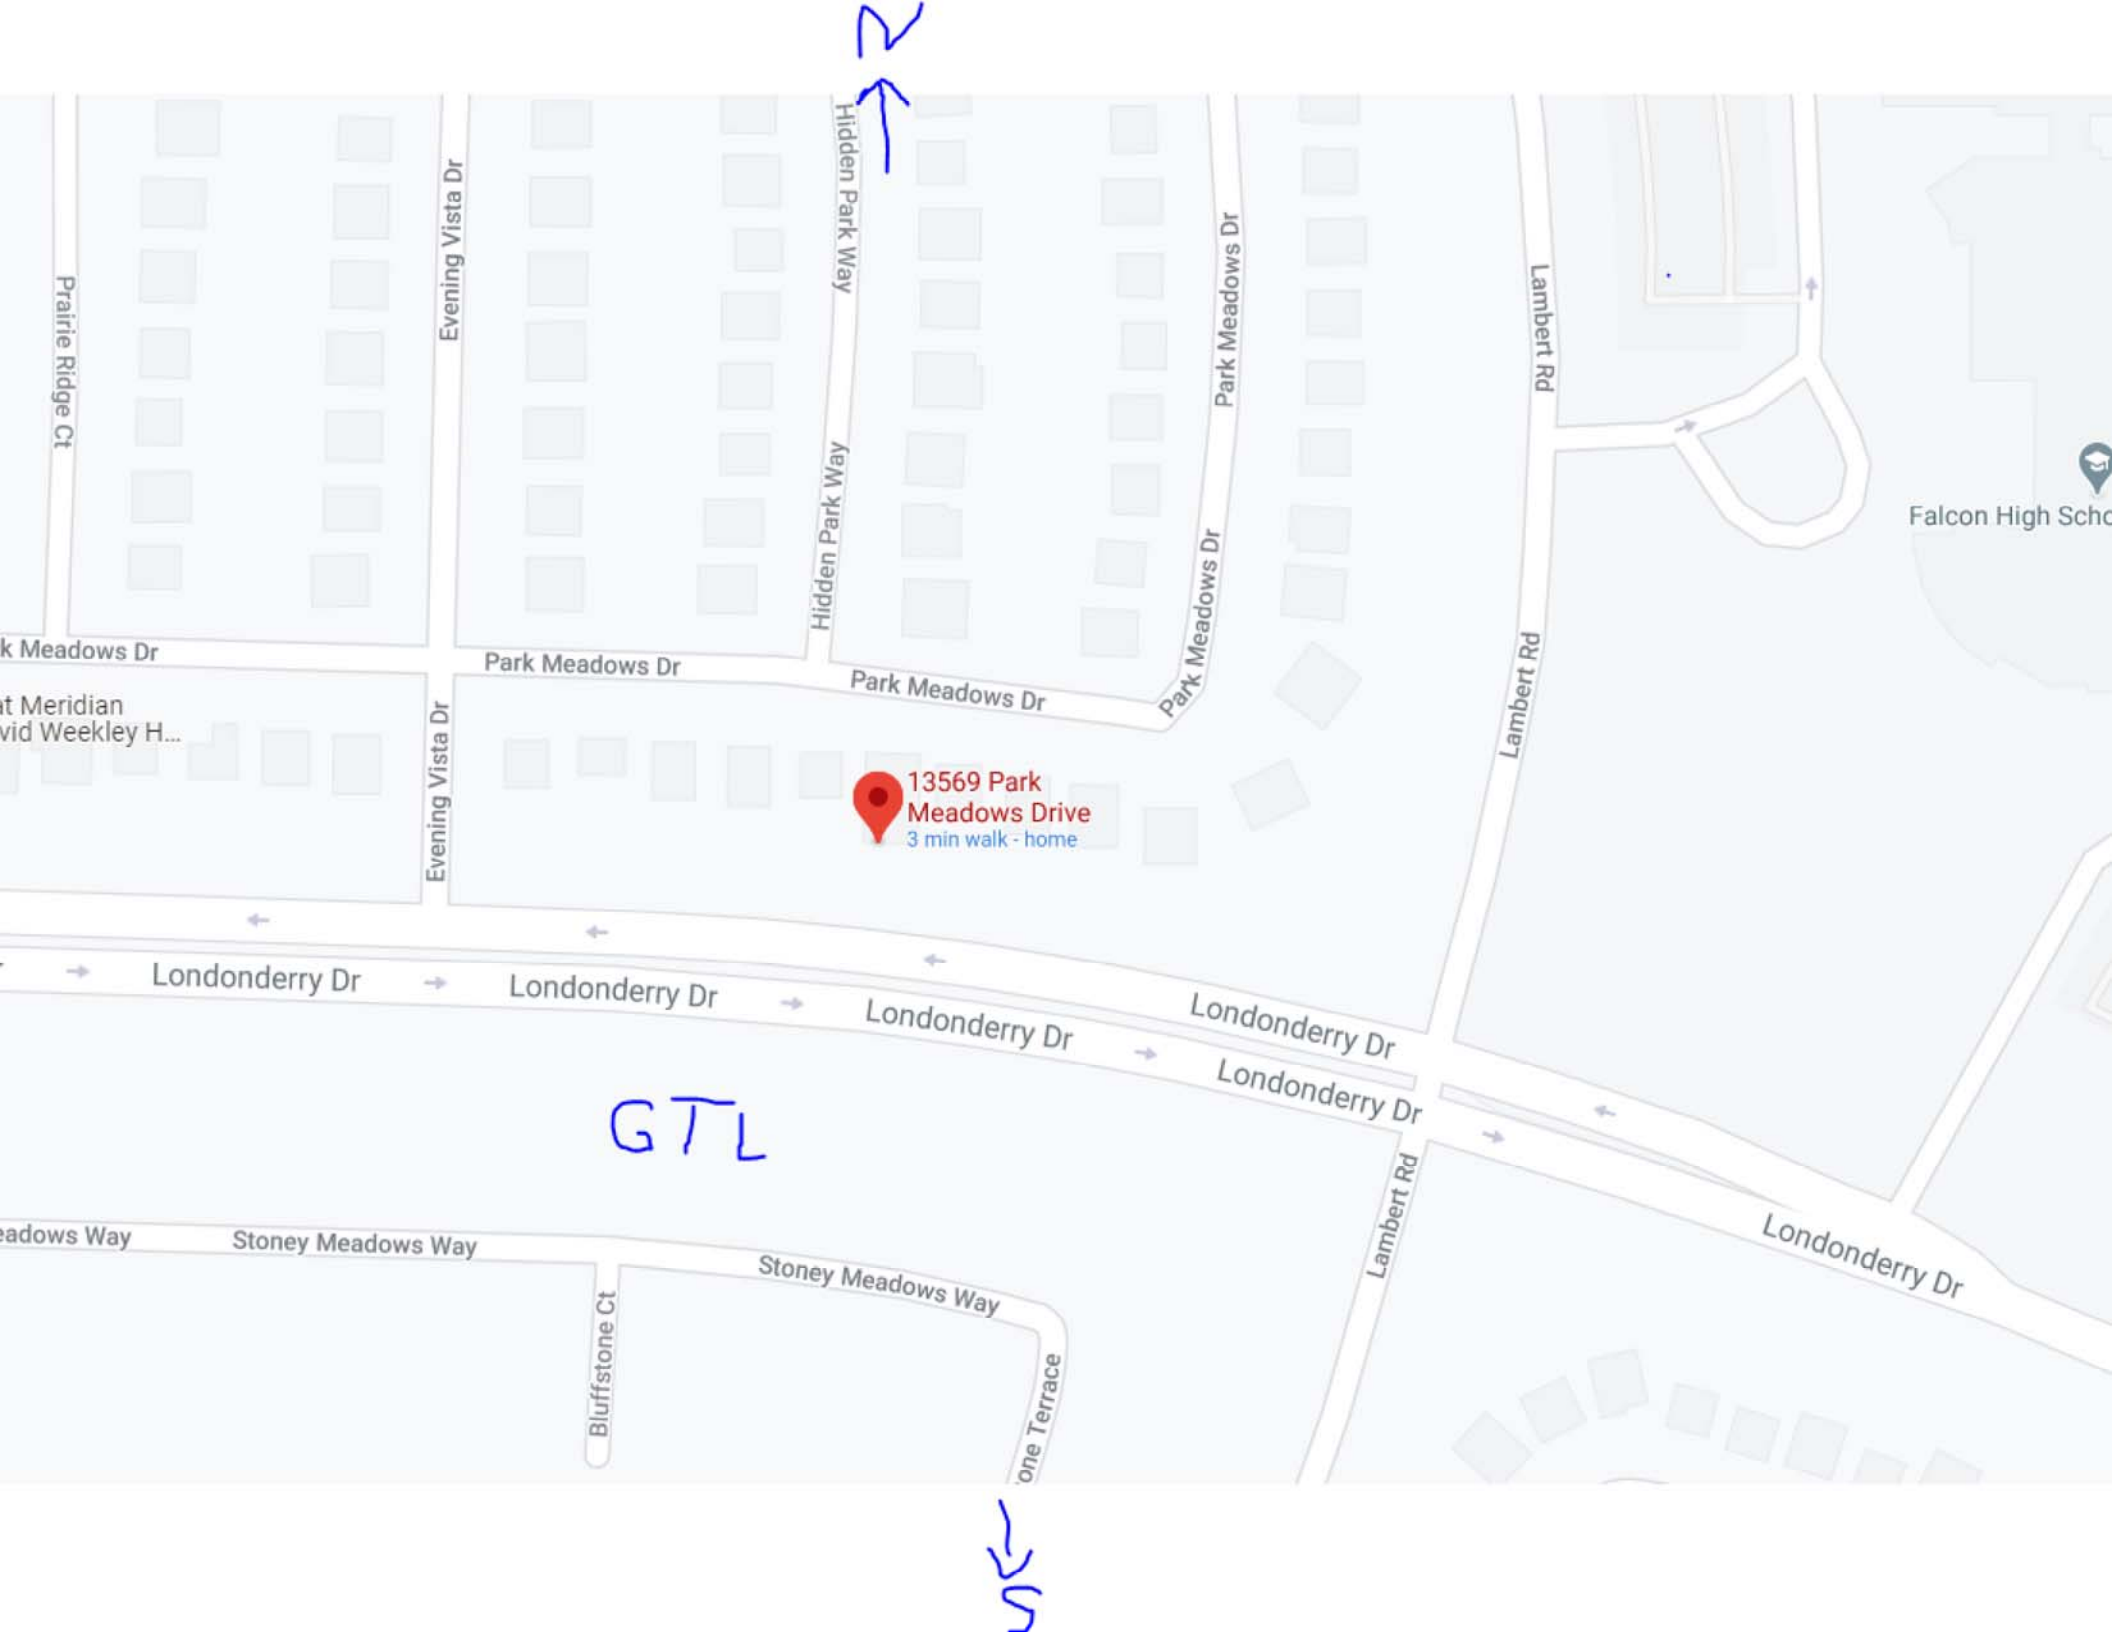 N
Hidden Park Way
Prairie Ridge Ct
Evening Vista Dr
Park Meadows Dr
Lambert Rd
Hidden Park Way
Falcon High Scho
Park Meadows Dr
k Meadows Dr
Park Meadows Dr
Park Meadows Dr
Park Meadows Dr
Lambert Rd
at Meridian
vid Weekley H...
Evening Vista Dr
13569 Park
Meadows Drive
3 min walk - home
Londonderry Dr
Londonderry Dr
Londonderry Dr
Londonderry Dr
Londonderry Dr
GTL
Lambert Rd
eadows Way
Stoney Meadows Way
Stoney Meadows Way
Londonderry Dr
Bluffstone Ct
one Terrace
S